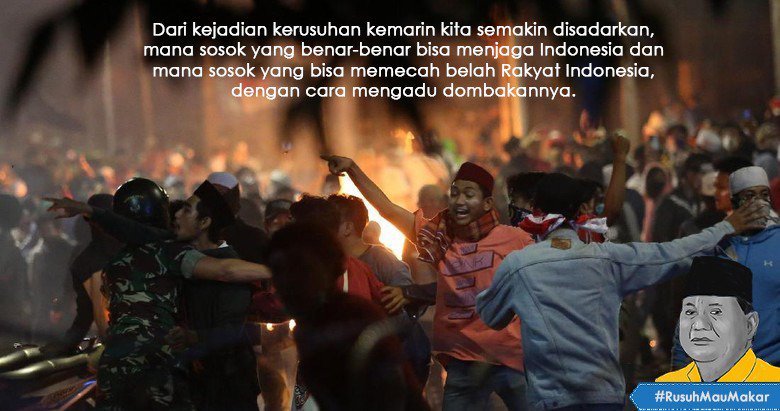 Dari kejadian kerusuhan kemarin kita semakin disadarkan,
mana sosok yang benar-benar bisa menjaga Indonesia dan
mana sosok yang bisa memecah belah Rakyat Indonesia,
dengan cara mengadu dombakannya.
#RusuhMauMakar